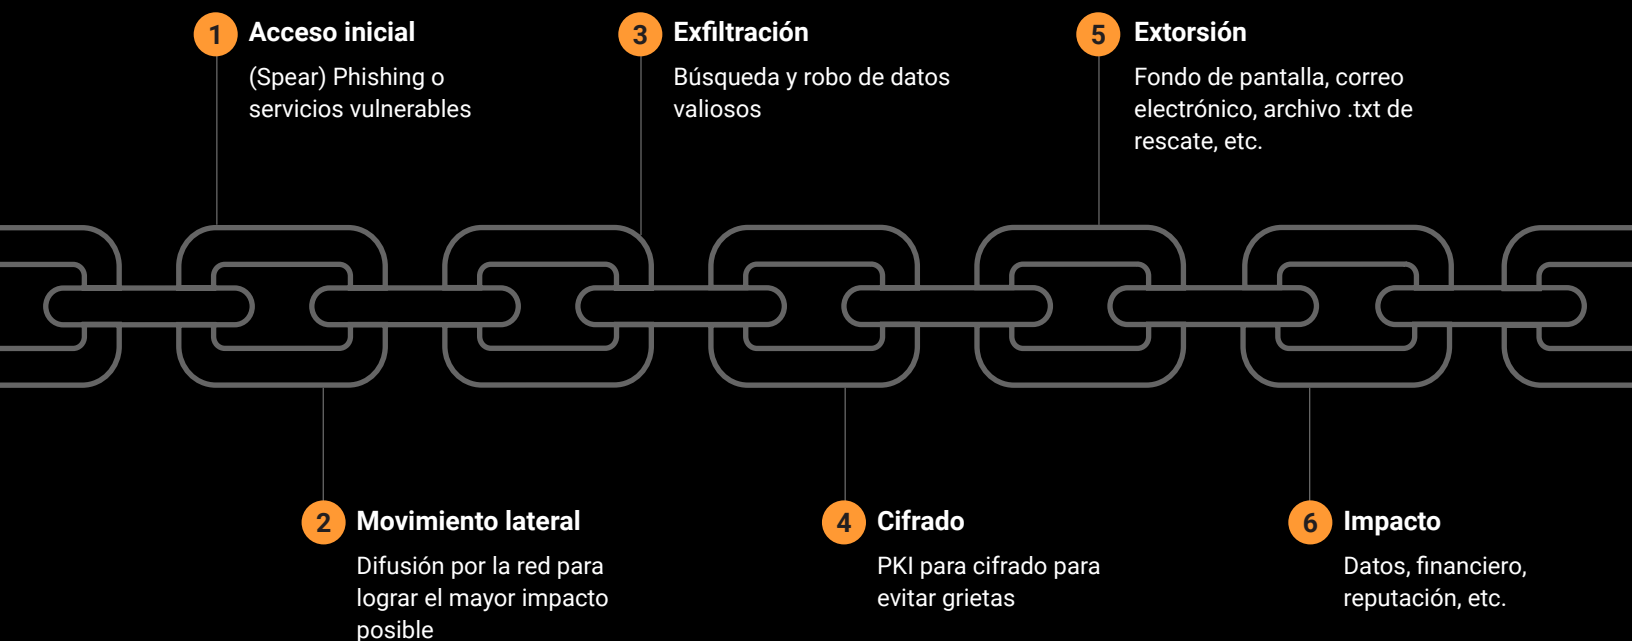 1 Acceso inicial
(Spear) Phishing o
servicios vulnerables
2 Movimiento lateral
Difusión por la red para
lograr el mayor impacto
posible
3 Exfiltración
Búsqueda y robo de datos
valiosos
4 Cifrado
PKI para cifrado para
evitar grietas
5 Extorsión
Fondo de pantalla, correo
electrónico, archivo .txt de
rescate, etc.
6 Impacto
Datos, financiero,
reputación, etc.